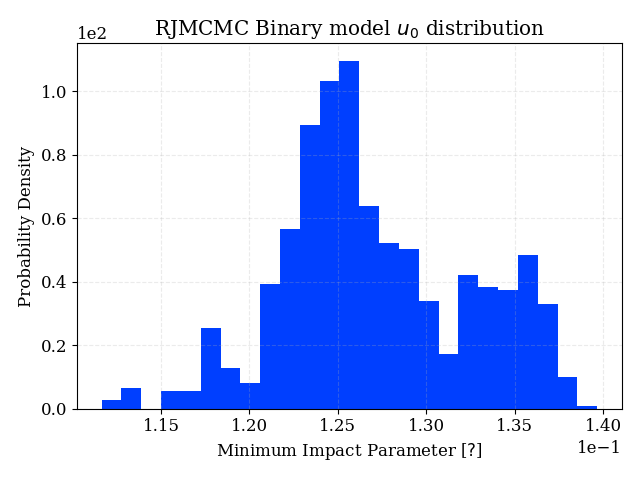 RJMCMC Binary model u₀ distribution
1e2
Probability Density
1.0
0.8
0.6
0.4
0.2
0.0
1.15 1.20 1.25 1.30 1.35 1.40
1e−1
Minimum Impact Parameter [?]